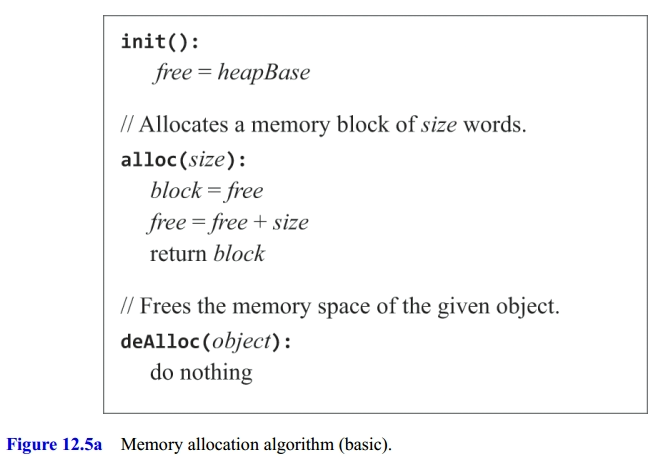 init():
free = heapBase
// Allocates a memory block of size words.
alloc(size):
block = free
free = free + size
return block
// Frees the memory space of the given object.
deAlloc(object):
do nothing
Figure 12.5a Memory allocation algorithm (basic).